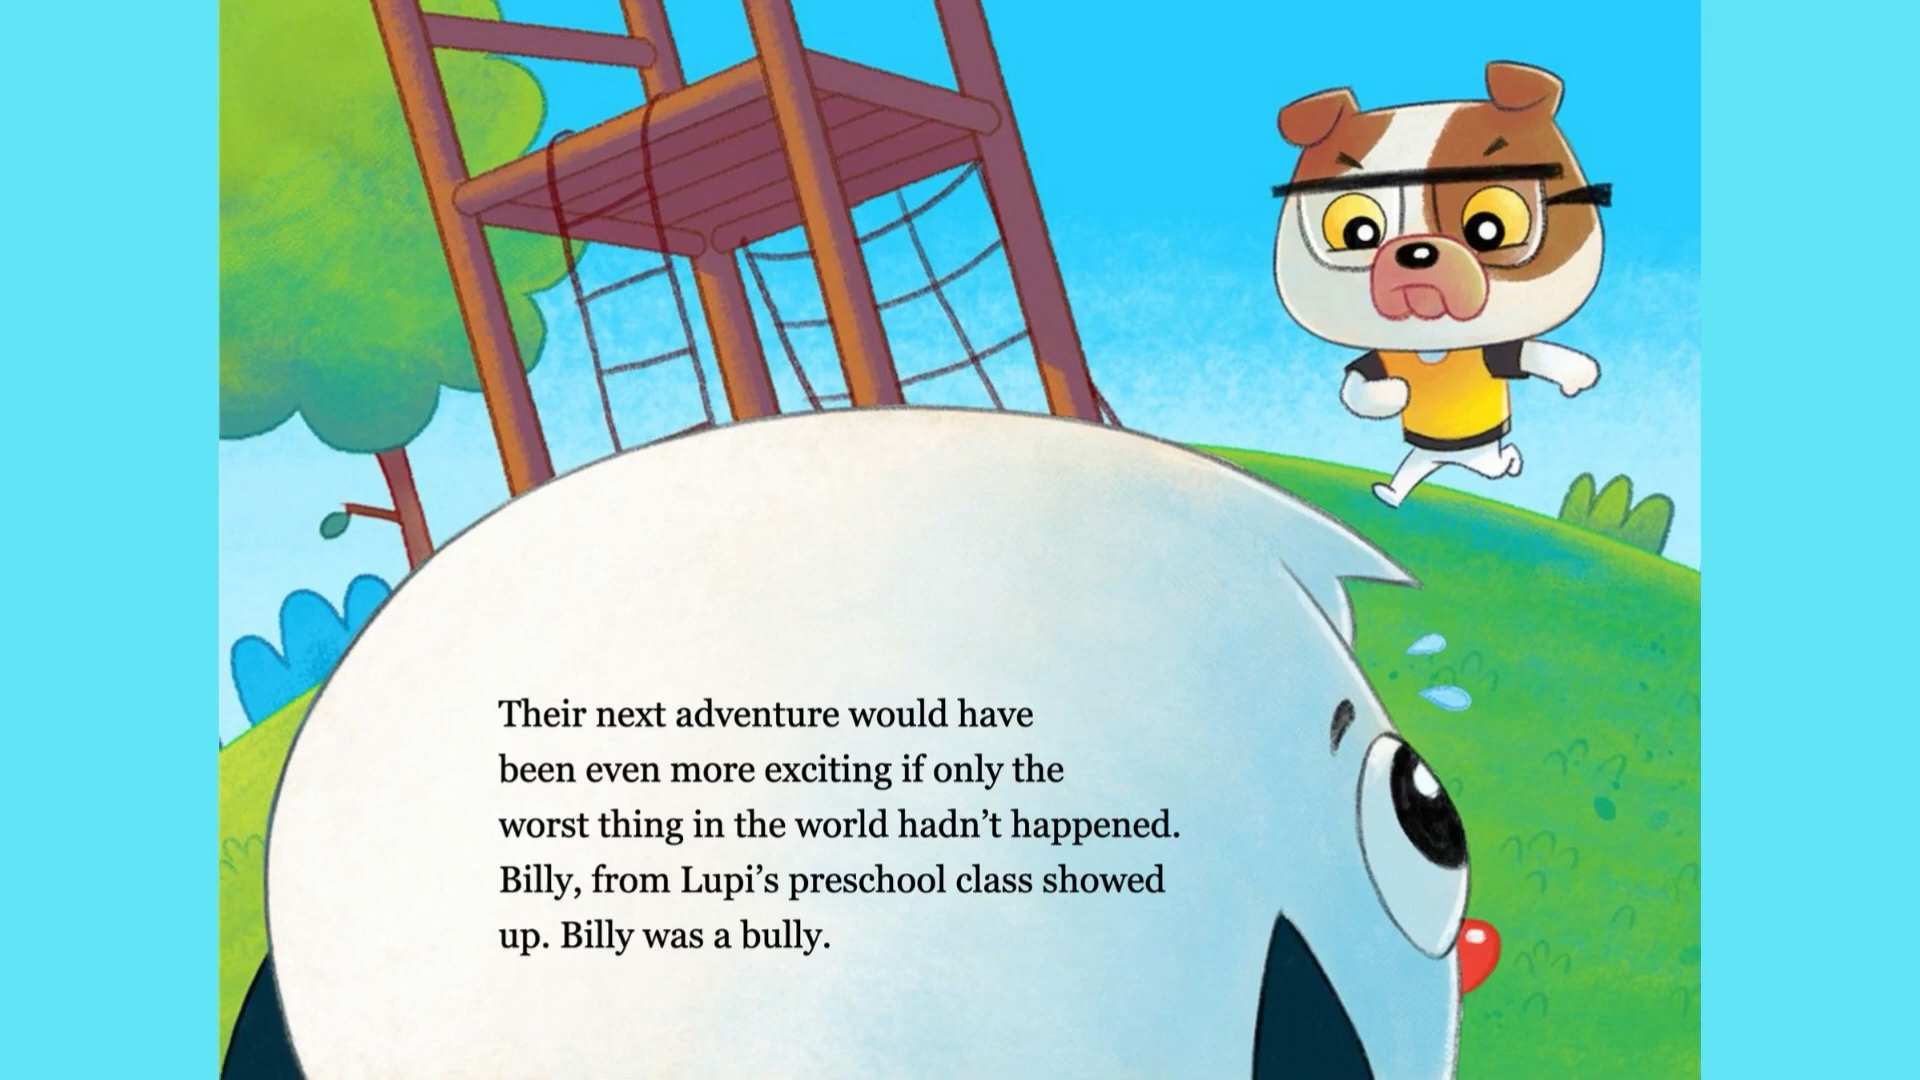 Their next adventure would have
been even more exciting if only the
worst thing in the world hadn’t happened.
Billy, from Lupi’s preschool class showed
up. Billy was a bully.